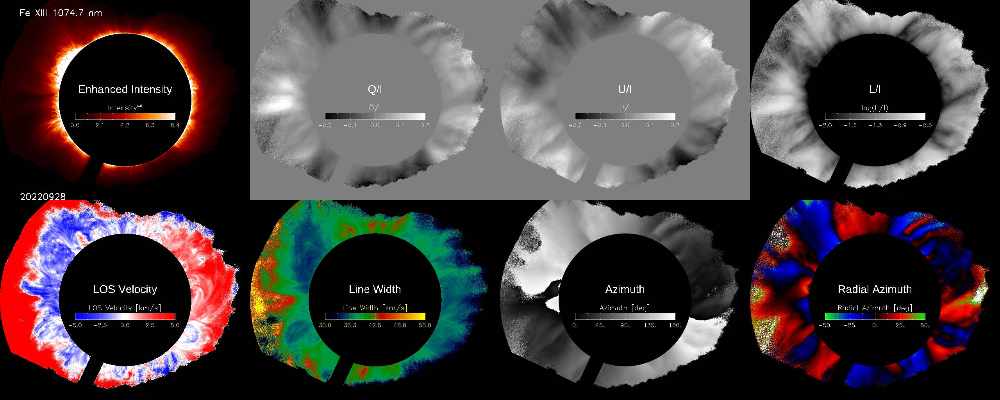 Fe XIII 1074.7 nm
Enhanced Intensity
Intensity^0.6
0.0 2.1 4.2 6.3 8.4
Q/I
Q/I
-0.2 -0.1 0.0 0.1 0.2
U/I
U/I
-0.2 -0.1 0.0 0.1 0.2
L/I
log(L/I)
-2.0 -1.6 -1.3 -0.9 -0.5
20220928
LOS Velocity
LOS Velocity [km/s]
-5.0 -2.5 0.0 2.5 5.0
Line Width
Line Width [km/s]
30.0 36.3 42.5 48.8 55.0
Azimuth
Azimuth [deg]
0. 45. 90. 135. 180.
Radial Azimuth
Radial Azimuth [deg]
-50. -25. 0. 25. 50.